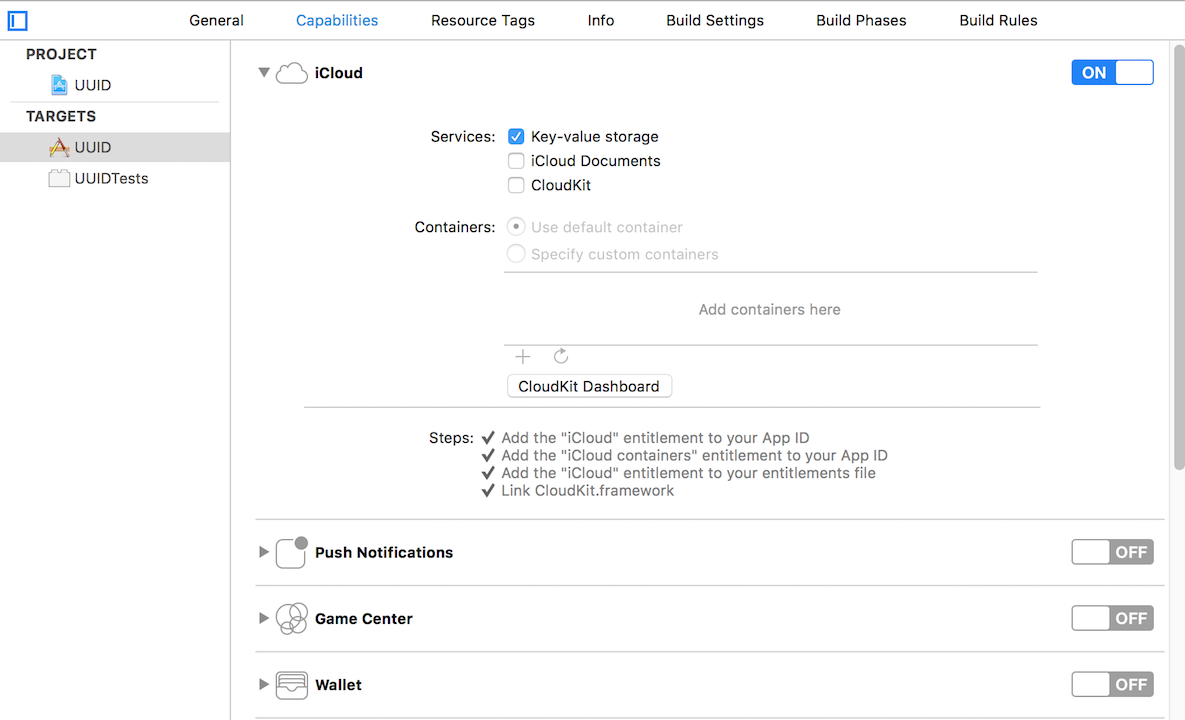 General Capabilities Resource Tags Info Build Settings Build Phases Build Rules
PROJECT
UUID
TARGETS
UUID
UUIDTests
iCloud ON
Services: Key-value storage
iCloud Documents
CloudKit
Containers: Use default container
Specify custom containers
Add containers here
CloudKit Dashboard
Steps: Add the "iCloud" entitlement to your App ID
Add the "iCloud containers" entitlement to your App ID
Add the "iCloud" entitlement to your entitlements file
Link CloudKit.framework
Push Notifications OFF
Game Center OFF
Wallet OFF